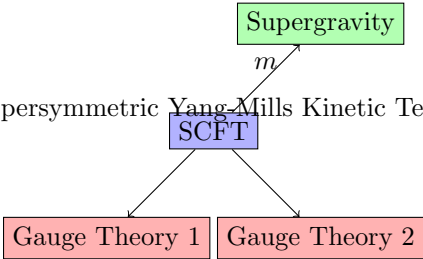 Supergravity
m
persymmetric Yang-Mills Kinetic Te
SCFT
Gauge Theory 1
Gauge Theory 2